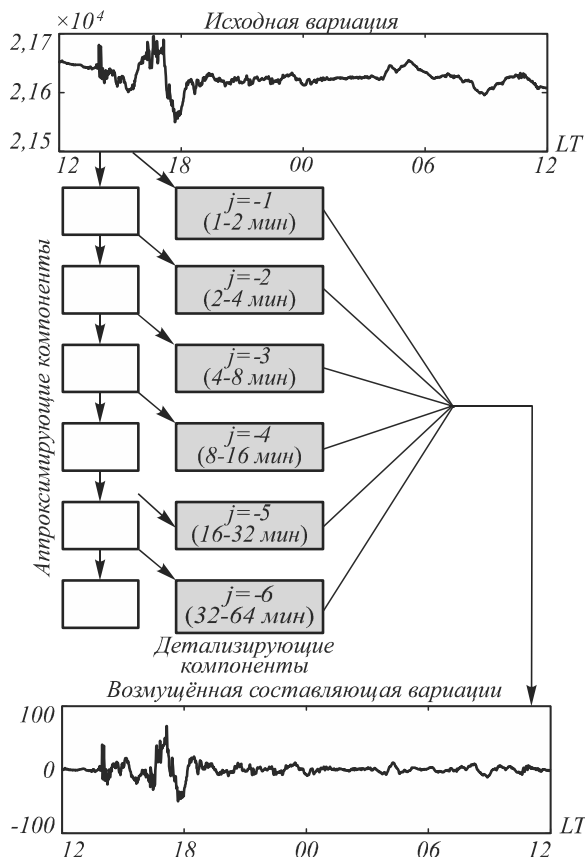 ×10⁴
Исходная вариация
2,17
2,16
2,15
12 18 00 06 12
LT
Аппроксимирующие компоненты
j=-1
(1-2 мин)
j=-2
(2-4 мин)
j=-3
(4-8 мин)
j=-4
(8-16 мин)
j=-5
(16-32 мин)
j=-6
(32-64 мин)
Детализирующие
компоненты
Возмущённая составляющая вариации
100
0
-100
LT
12 18 00 06 12